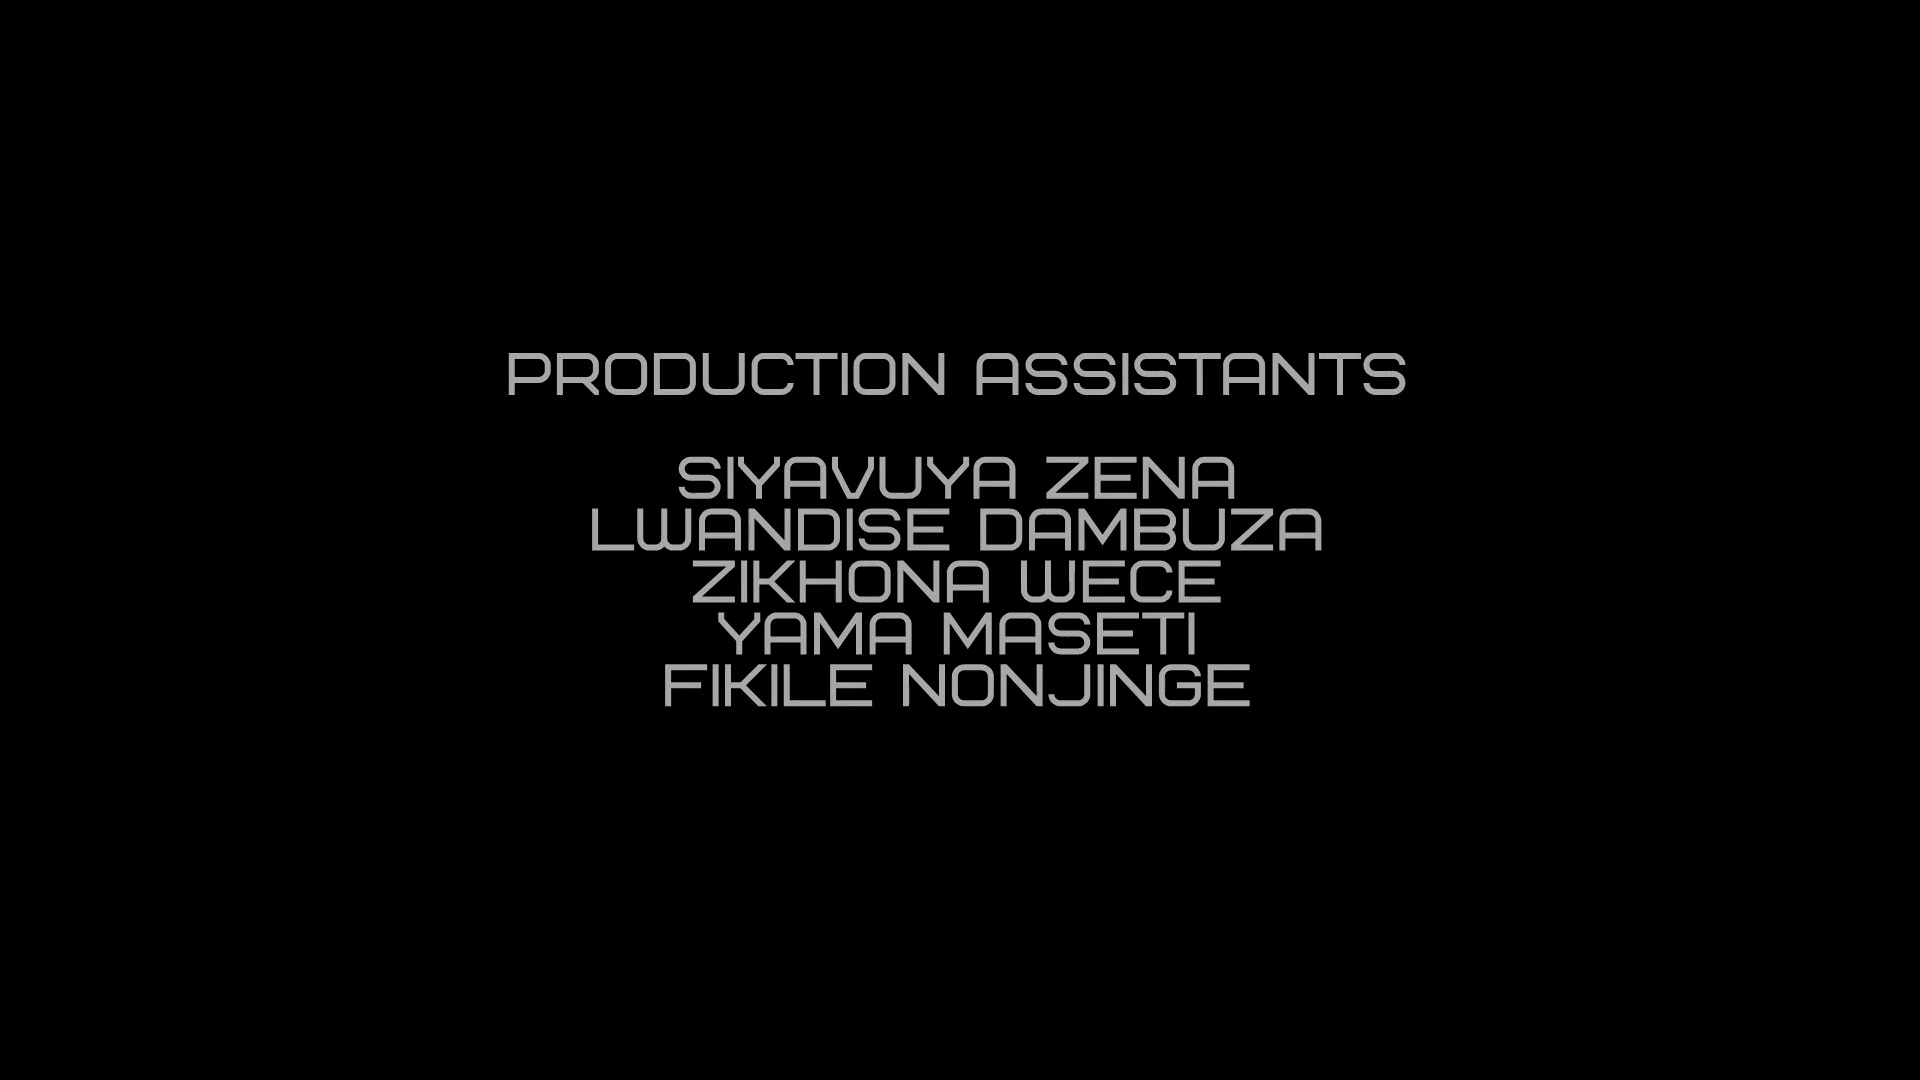 PRODUCTION ASSISTANTS
SIYAVUYA ZENA
LWANDISE DAMBUZA
ZIKHONA WECE
YAMA MASETI
FIKILE NONJINGE